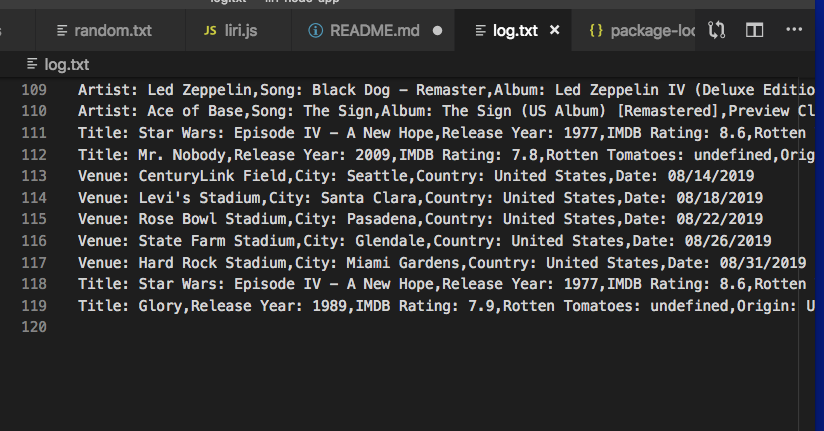 random.txt JS liri.js README.md log.txt {} package-loc
log.txt
109 Artist: Led Zeppelin,Song: Black Dog - Remaster,Album: Led Zeppelin IV (Deluxe Editio
110 Artist: Ace of Base,Song: The Sign,Album: The Sign (US Album) [Remastered],Preview Cl
111 Title: Star Wars: Episode IV - A New Hope,Release Year: 1977,IMDB Rating: 8.6,Rotten
112 Title: Mr. Nobody,Release Year: 2009,IMDB Rating: 7.8,Rotten Tomatoes: undefined,Orig
113 Venue: CenturyLink Field,City: Seattle,Country: United States,Date: 08/14/2019
114 Venue: Levi's Stadium,City: Santa Clara,Country: United States,Date: 08/18/2019
115 Venue: Rose Bowl Stadium,City: Pasadena,Country: United States,Date: 08/22/2019
116 Venue: State Farm Stadium,City: Glendale,Country: United States,Date: 08/26/2019
117 Venue: Hard Rock Stadium,City: Miami Gardens,Country: United States,Date: 08/31/2019
118 Title: Star Wars: Episode IV - A New Hope,Release Year: 1977,IMDB Rating: 8.6,Rotten
119 Title: Glory,Release Year: 1989,IMDB Rating: 7.9,Rotten Tomatoes: undefined,Origin: U
120